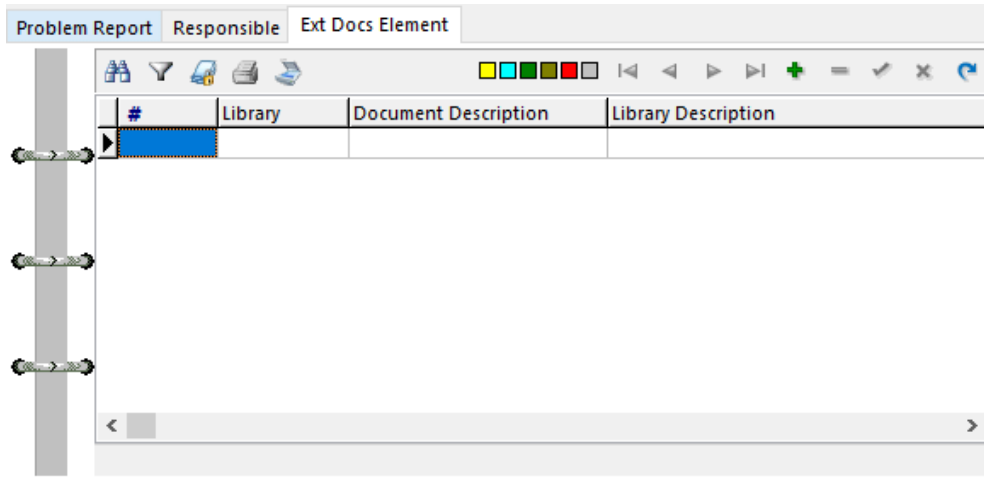 Problem Report Responsible Ext Docs Element
# Library Document Description Library Description